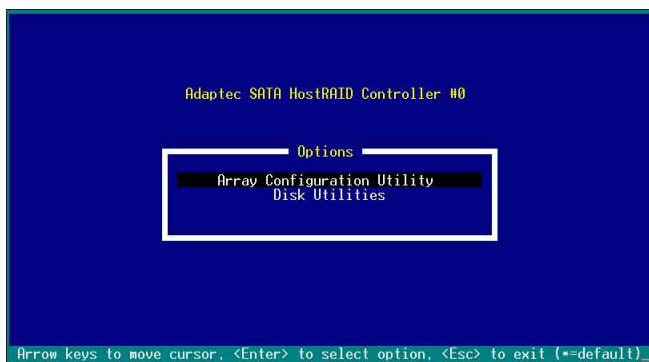 Adaptec SATA HostRAID Controller #0
Options
Array Configuration Utility
Disk Utilities
Arrow keys to move cursor, <Enter> to select option, <Esc> to exit (*=default)_